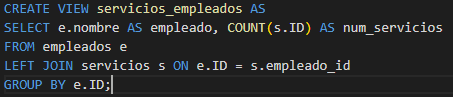 CREATE VIEW servicios_empleados AS
SELECT e.nombre AS empleado, COUNT(s.ID) AS num_servicios
FROM empleados e
LEFT JOIN servicios s ON e.ID = s.empleado_id
GROUP BY e.ID;